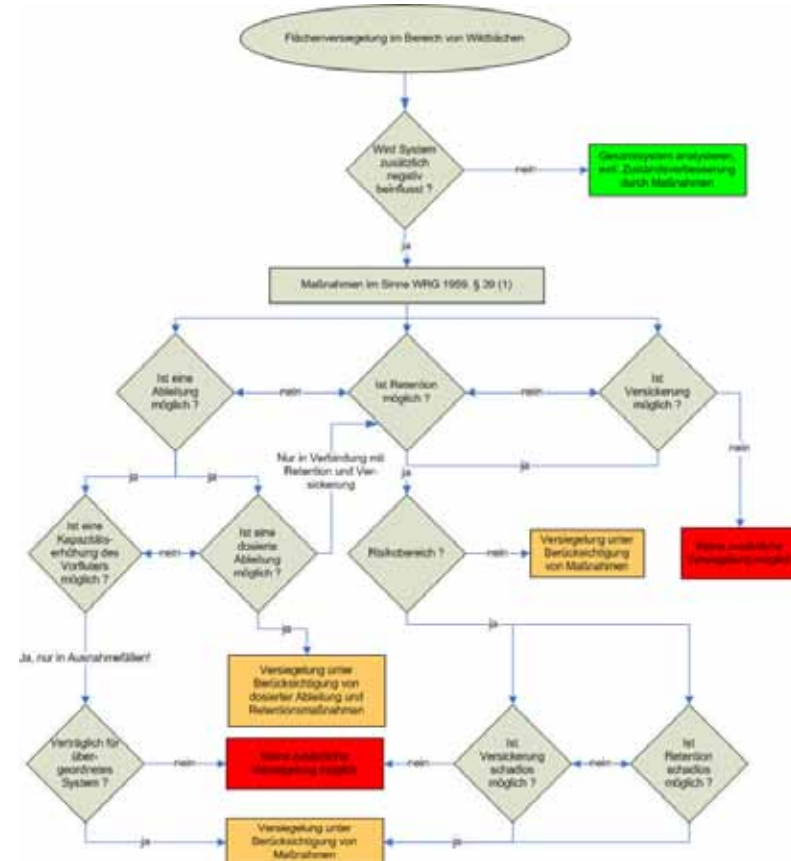 Flächenversiegelung im Bereich von Wildbächen
Wird System
zusätzlich
negativ
beinflusst ?
nein
Gesamtsystem analysieren,
evtl. Zustandsverbesserung
durch Maßnahmen
ja
Maßnahmen im Sinne WRG 1959, § 39 (1)
Ist eine
Ableitung
möglich ?
nein
Ist Retention
möglich ?
nein
Ist
Versickerung
möglich ?
nein
Nur in Verbindung mit
Retention und Ver-
sickerung
ja
ja
ja
ja
Ist eine
Kapazitäts-
erhöhung des
Vorfluters
möglich ?
nein
Ist eine
dosierte
Ableitung
möglich ?
Risikobereich ?
nein
Versiegelung unter
Berücksichtigung
von Maßnahmen
Keine zusätzliche
Versiegelung möglich
Ja, nur in Ausnahmefällen!
ja
ja
Versiegelung unter
Berücksichtigung von
dosierter Ableitung und
Retentionsmaßnahmen
Verträglich für
über-
geordnetes
System ?
nein
Keine zusätzliche
Versiegelung möglich
nein
Ist
Versickerung
schadlos
möglich ?
nein
Ist
Retention
schadlos
möglich ?
ja
Versiegelung unter
Berücksichtigung von
Maßnahmen
ja